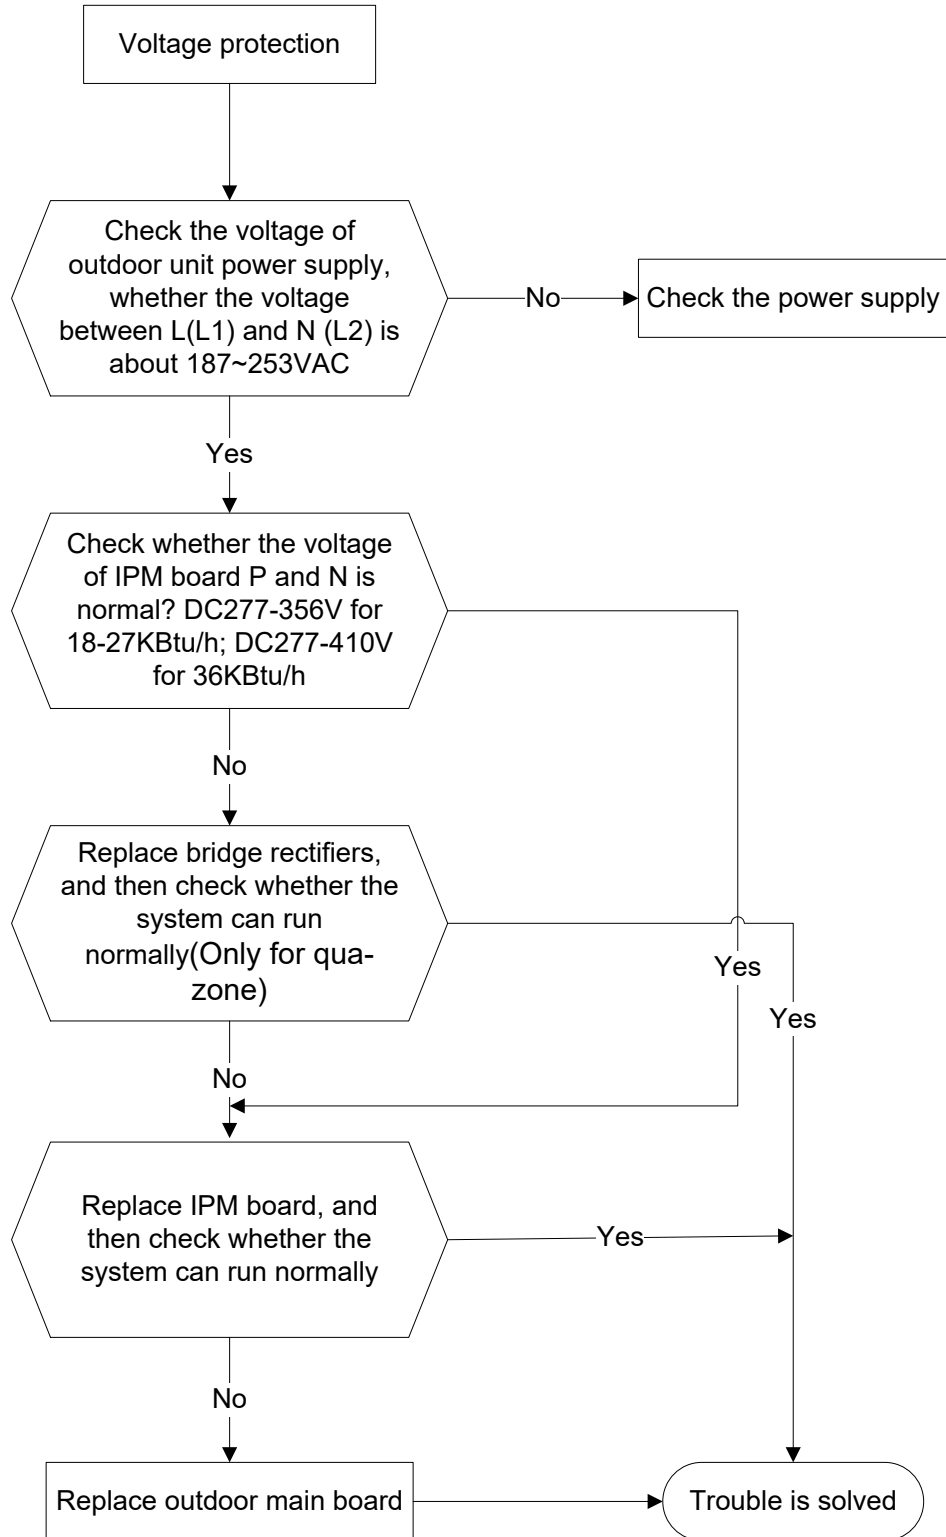 Voltage protection
Check the voltage of
outdoor unit power supply,
whether the voltage
between L(L1) and N (L2) is
about 187~253VAC
No
Check the power supply
Yes
Check whether the voltage
of IPM board P and N is
normal? DC277-356V for
18-27KBtu/h; DC277-410V
for 36KBtu/h
No
Replace bridge rectifiers,
and then check whether the
system can run
normally(Only for qua-
zone)
Yes
Yes
No
Replace IPM board, and
then check whether the
system can run normally
Yes
No
Replace outdoor main board
Trouble is solved